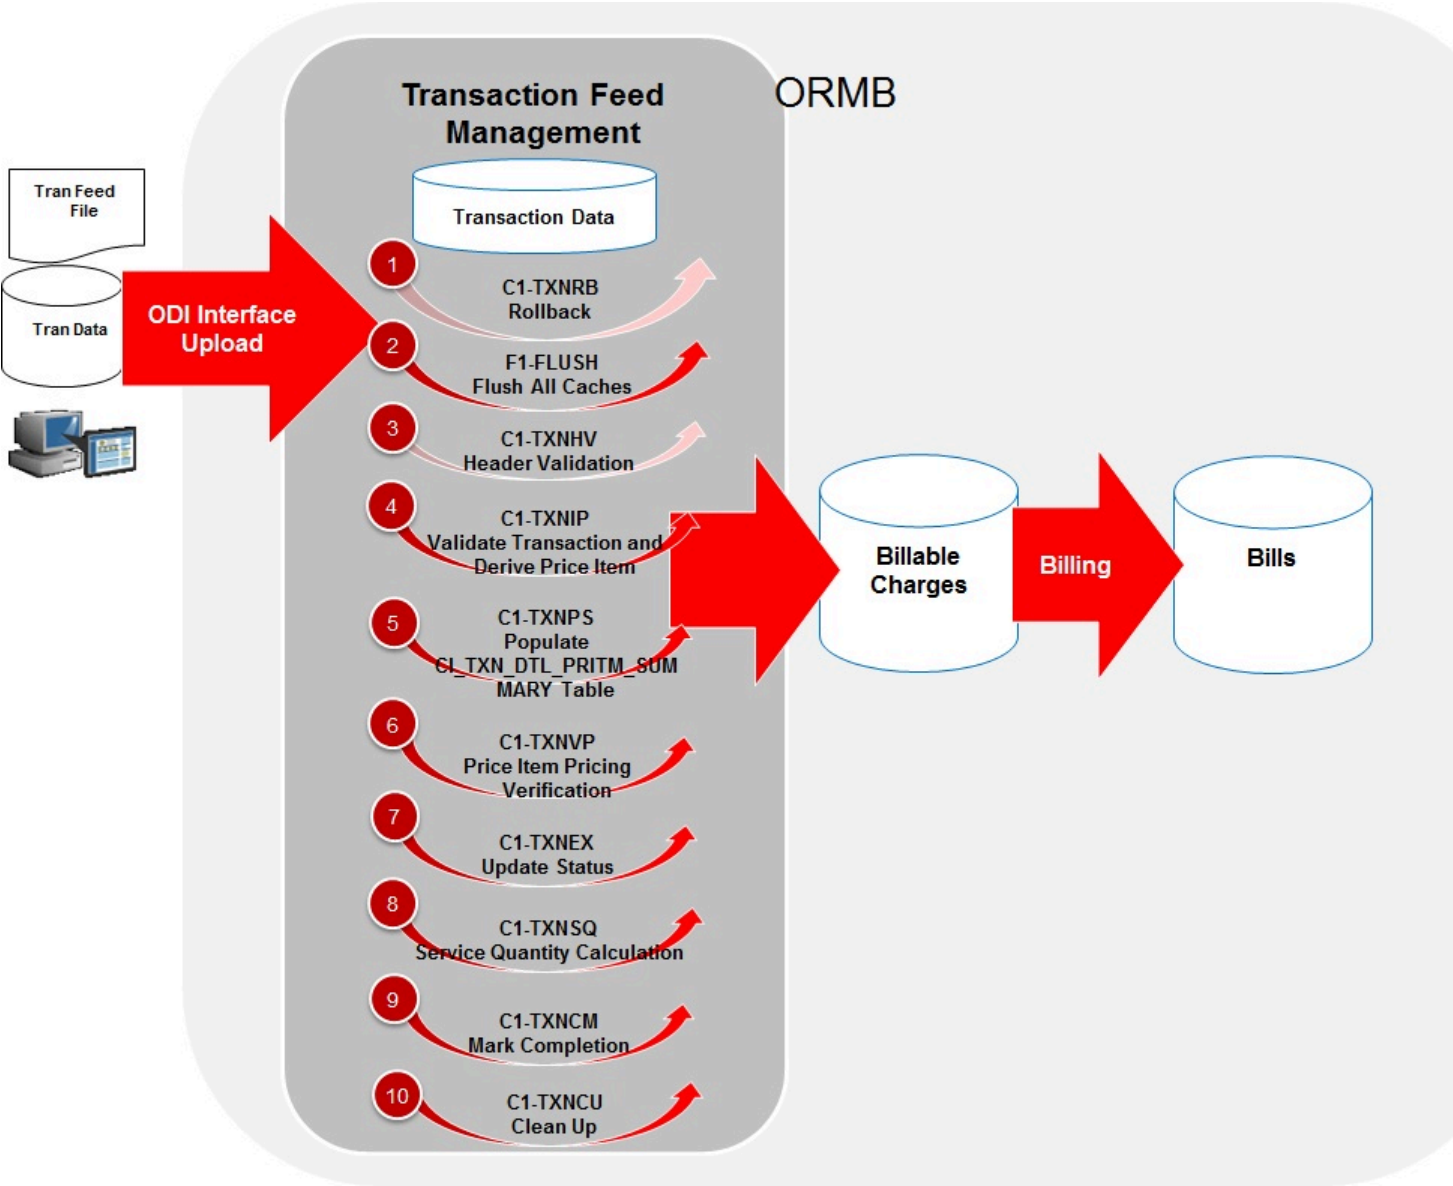 Transaction Feed
Management
ORMB
Tran Feed
File
Transaction Data
Tran Data
ODI Interface
Upload
1
C1-TXNRB
Rollback
2
F1-FLUSH
Flush All Caches
3
C1-TXNHV
Header Validation
4
C1-TXNIP
Validate Transaction and
Derive Price Item
5
C1-TXNPS
Populate
CI_TXN_DTL_PRITM_SUM
MARY Table
6
C1-TXNVP
Price Item Pricing
Verification
7
C1-TXNEX
Update Status
8
C1-TXNSQ
Service Quantity Calculation
9
C1-TXNCM
Mark Completion
10
C1-TXNCU
Clean Up
Billable
Charges
Billing
Bills